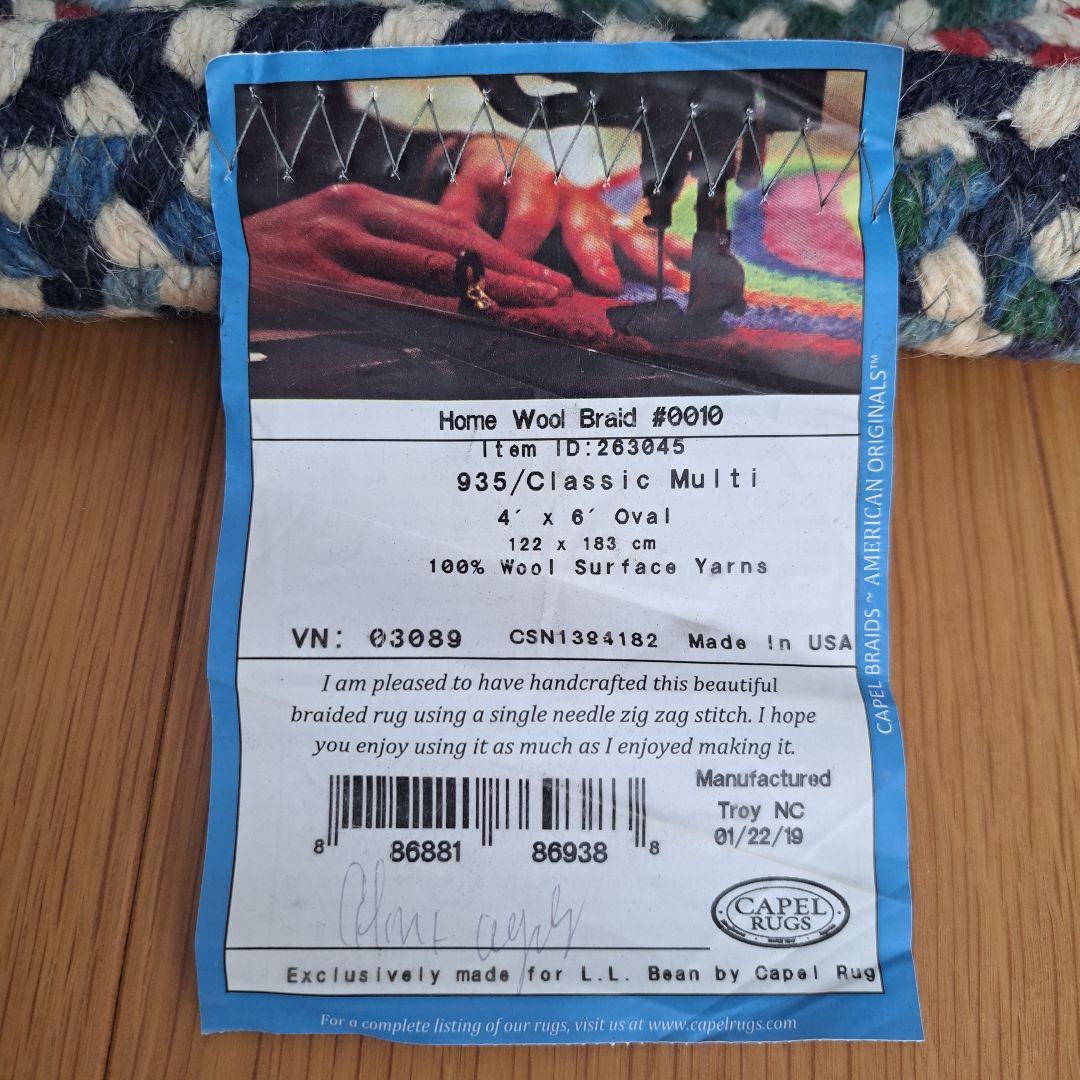 Home Wool Braid #0010
Item ID:263045
935/Classic Multi
4´ x 6´ Oval
122 x 183 cm
100% Wool Surface Yarns
VN: 03089 CSN1394182 Made In USA
I am pleased to have handcrafted this beautiful
braided rug using a single needle zig zag stitch. I hope
you enjoy using it as much as I enjoyed making it.
Manufactured
Troy NC
01/22/19
8 86881 86938 8
CAPEL
RUGS
Exclusively made for L.L. Bean by Capel Rug
For a complete listing of our rugs, visit us at www.capelrugs.com
CAPEL BRAIDS ~ AMERICAN ORIGINALS™